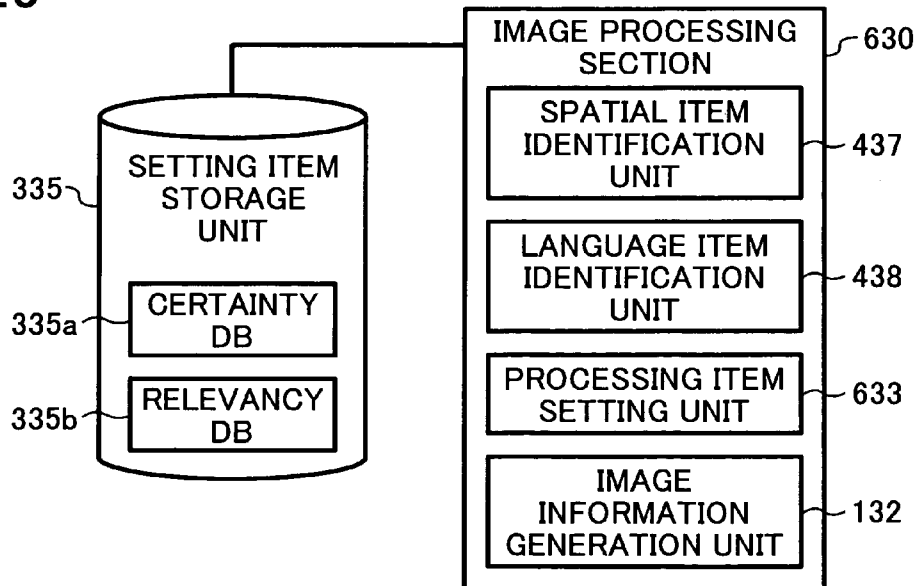 SETTING ITEM
STORAGE
UNIT
335
CERTAINTY
DB
335a
RELEVANCY
DB
335b
IMAGE PROCESSING
SECTION
630
SPATIAL ITEM
IDENTIFICATION
UNIT
437
LANGUAGE ITEM
IDENTIFICATION
UNIT
438
PROCESSING ITEM
SETTING UNIT
633
IMAGE
INFORMATION
GENERATION UNIT
132